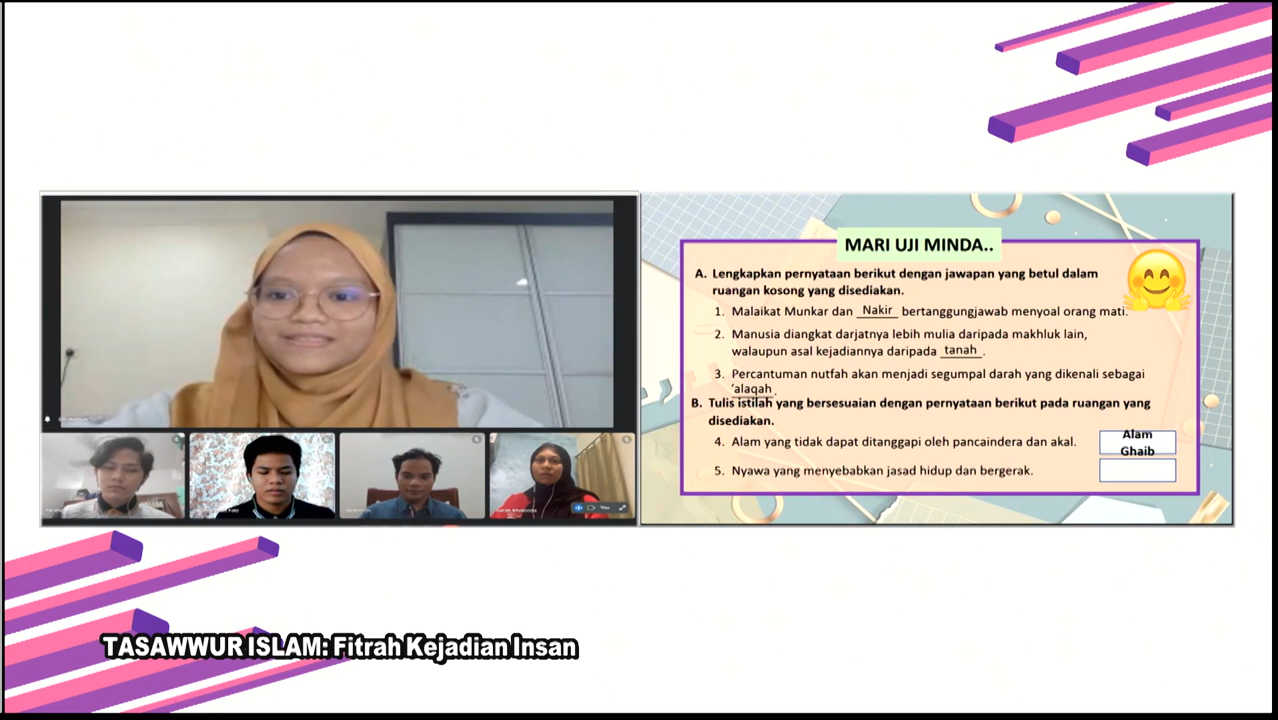 MARI UJI MINDA..
A. Lengkapkan pernyataan berikut dengan jawapan yang betul dalam
ruangan kosong yang disediakan.
1. Malaikat Munkar dan Nakir bertanggungjawab menyoal orang mati.
2. Manusia diangkat darjatnya lebih mulia daripada makhluk lain,
walaupun asal kejadiannya daripada tanah.
3. Percantuman nutfah akan menjadi segumpal darah yang dikenali sebagai
'alaqah.
B. Tulis istilah yang bersesuaian dengan pernyataan berikut pada ruangan yang
disediakan.
4. Alam yang tidak dapat ditanggapi oleh pancaindera dan akal.
Alam
Ghaib
5. Nyawa yang menyebabkan jasad hidup dan bergerak.
You
TASAWWUR ISLAM: Fitrah Kejadian Insan